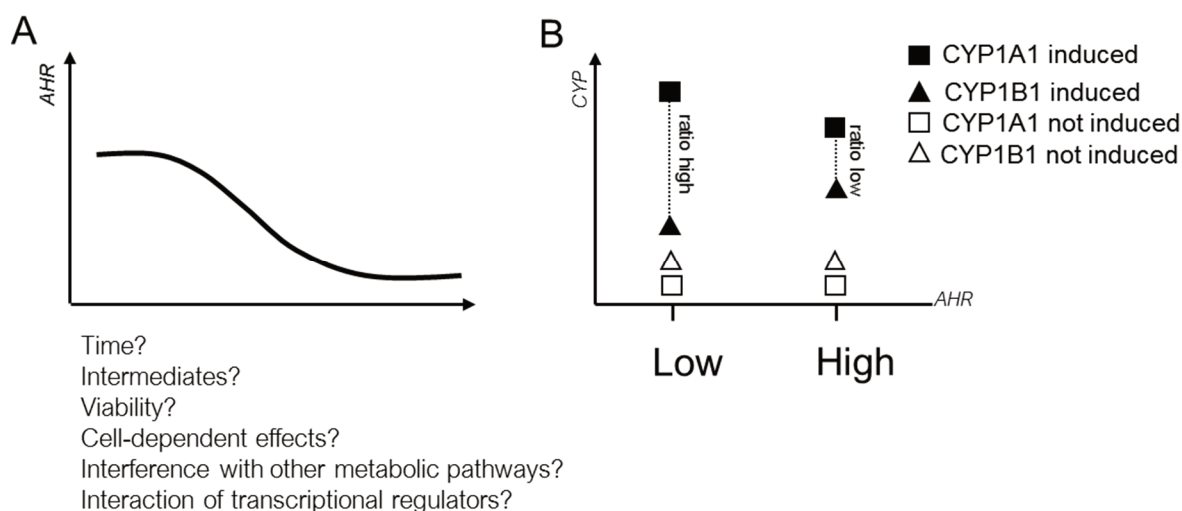 A
AHR
Time?
Intermediates?
Viability?
Cell-dependent effects?
Interference with other metabolic pathways?
Interaction of transcriptional regulators?
B
CYP
ratio high
ratio low
AHR
Low
High
CYP1A1 induced
CYP1B1 induced
CYP1A1 not induced
CYP1B1 not induced